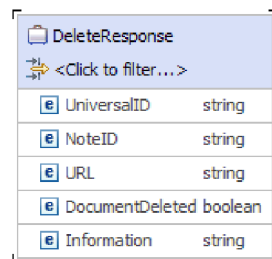 DeleteResponse
<Click to filter...>
e UniversalID string
e NoteID string
e URL string
e DocumentDeleted boolean
e Information string